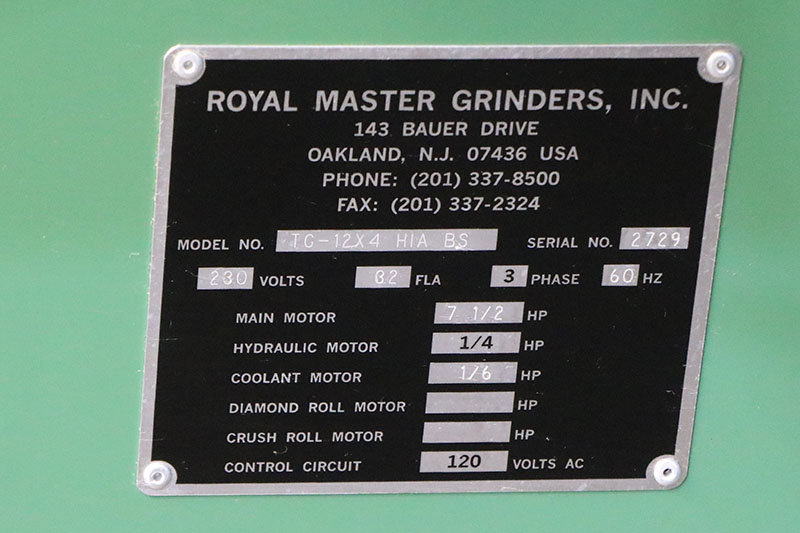 ROYAL MASTER GRINDERS, INC.
143 BAUER DRIVE
OAKLAND, N.J. 07436 USA
PHONE: (201) 337-8500
FAX: (201) 337-2324
MODEL NO. TC-12X4 HIA BS SERIAL NO. 2729
230 VOLTS 32 FLA 3 PHASE 60 HZ
MAIN MOTOR 7 1/2 HP
HYDRAULIC MOTOR 1/4 HP
COOLANT MOTOR 1/6 HP
DIAMOND ROLL MOTOR HP
CRUSH ROLL MOTOR HP
CONTROL CIRCUIT 120 VOLTS AC